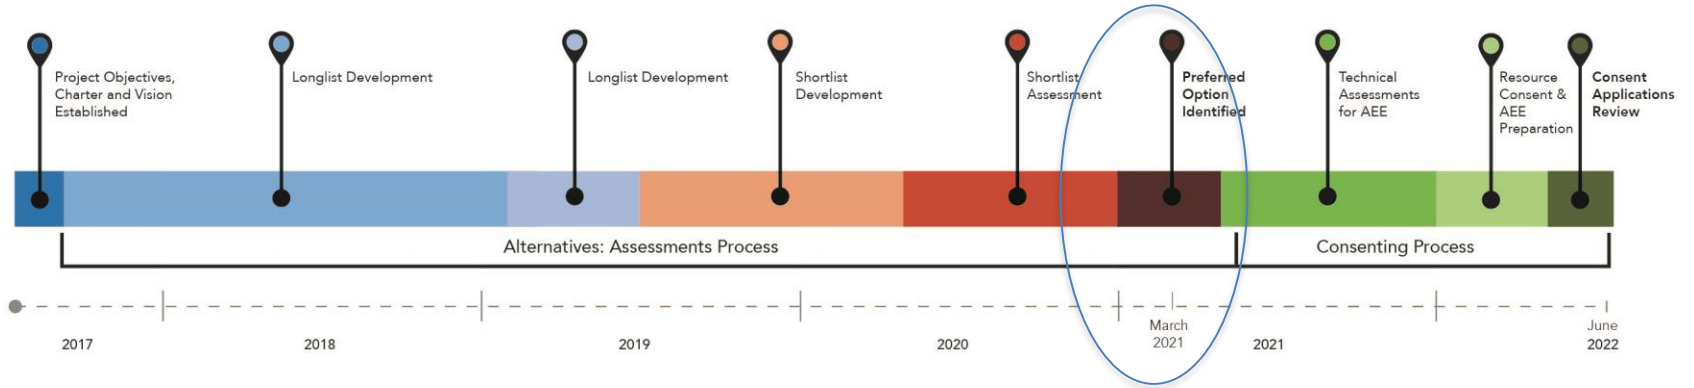 Project Objectives,
Charter and Vision
Established
Longlist Development
Longlist Development
Shortlist
Development
Shortlist
Assessment
Preferred
Option
Identified
Technical
Assessments
for AEE
Resource
Consent &
AEE
Preparation
Consent
Applications
Review
Alternatives: Assessments Process
Consenting Process
2017
2018
2019
2020
March
2021
2021
June
2022